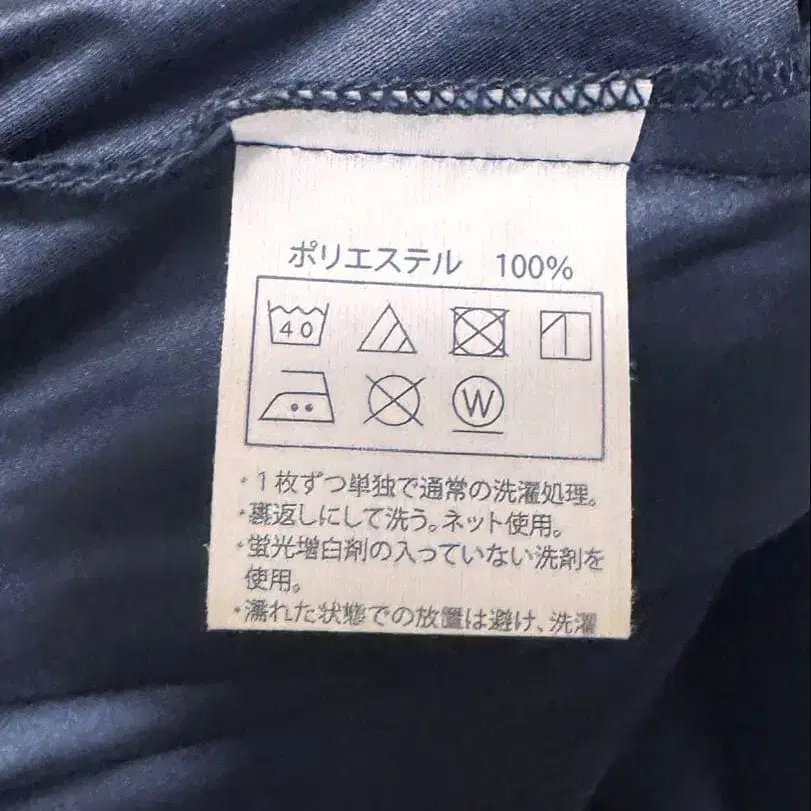 ポリエステル 100%
40
W
・1枚ずつ単独で通常の洗濯処理。
・裏返しにして洗う。ネット使用。
・蛍光増白剤の入っていない洗剤を
使用。
・濡れた状態での放置は避け、洗濯